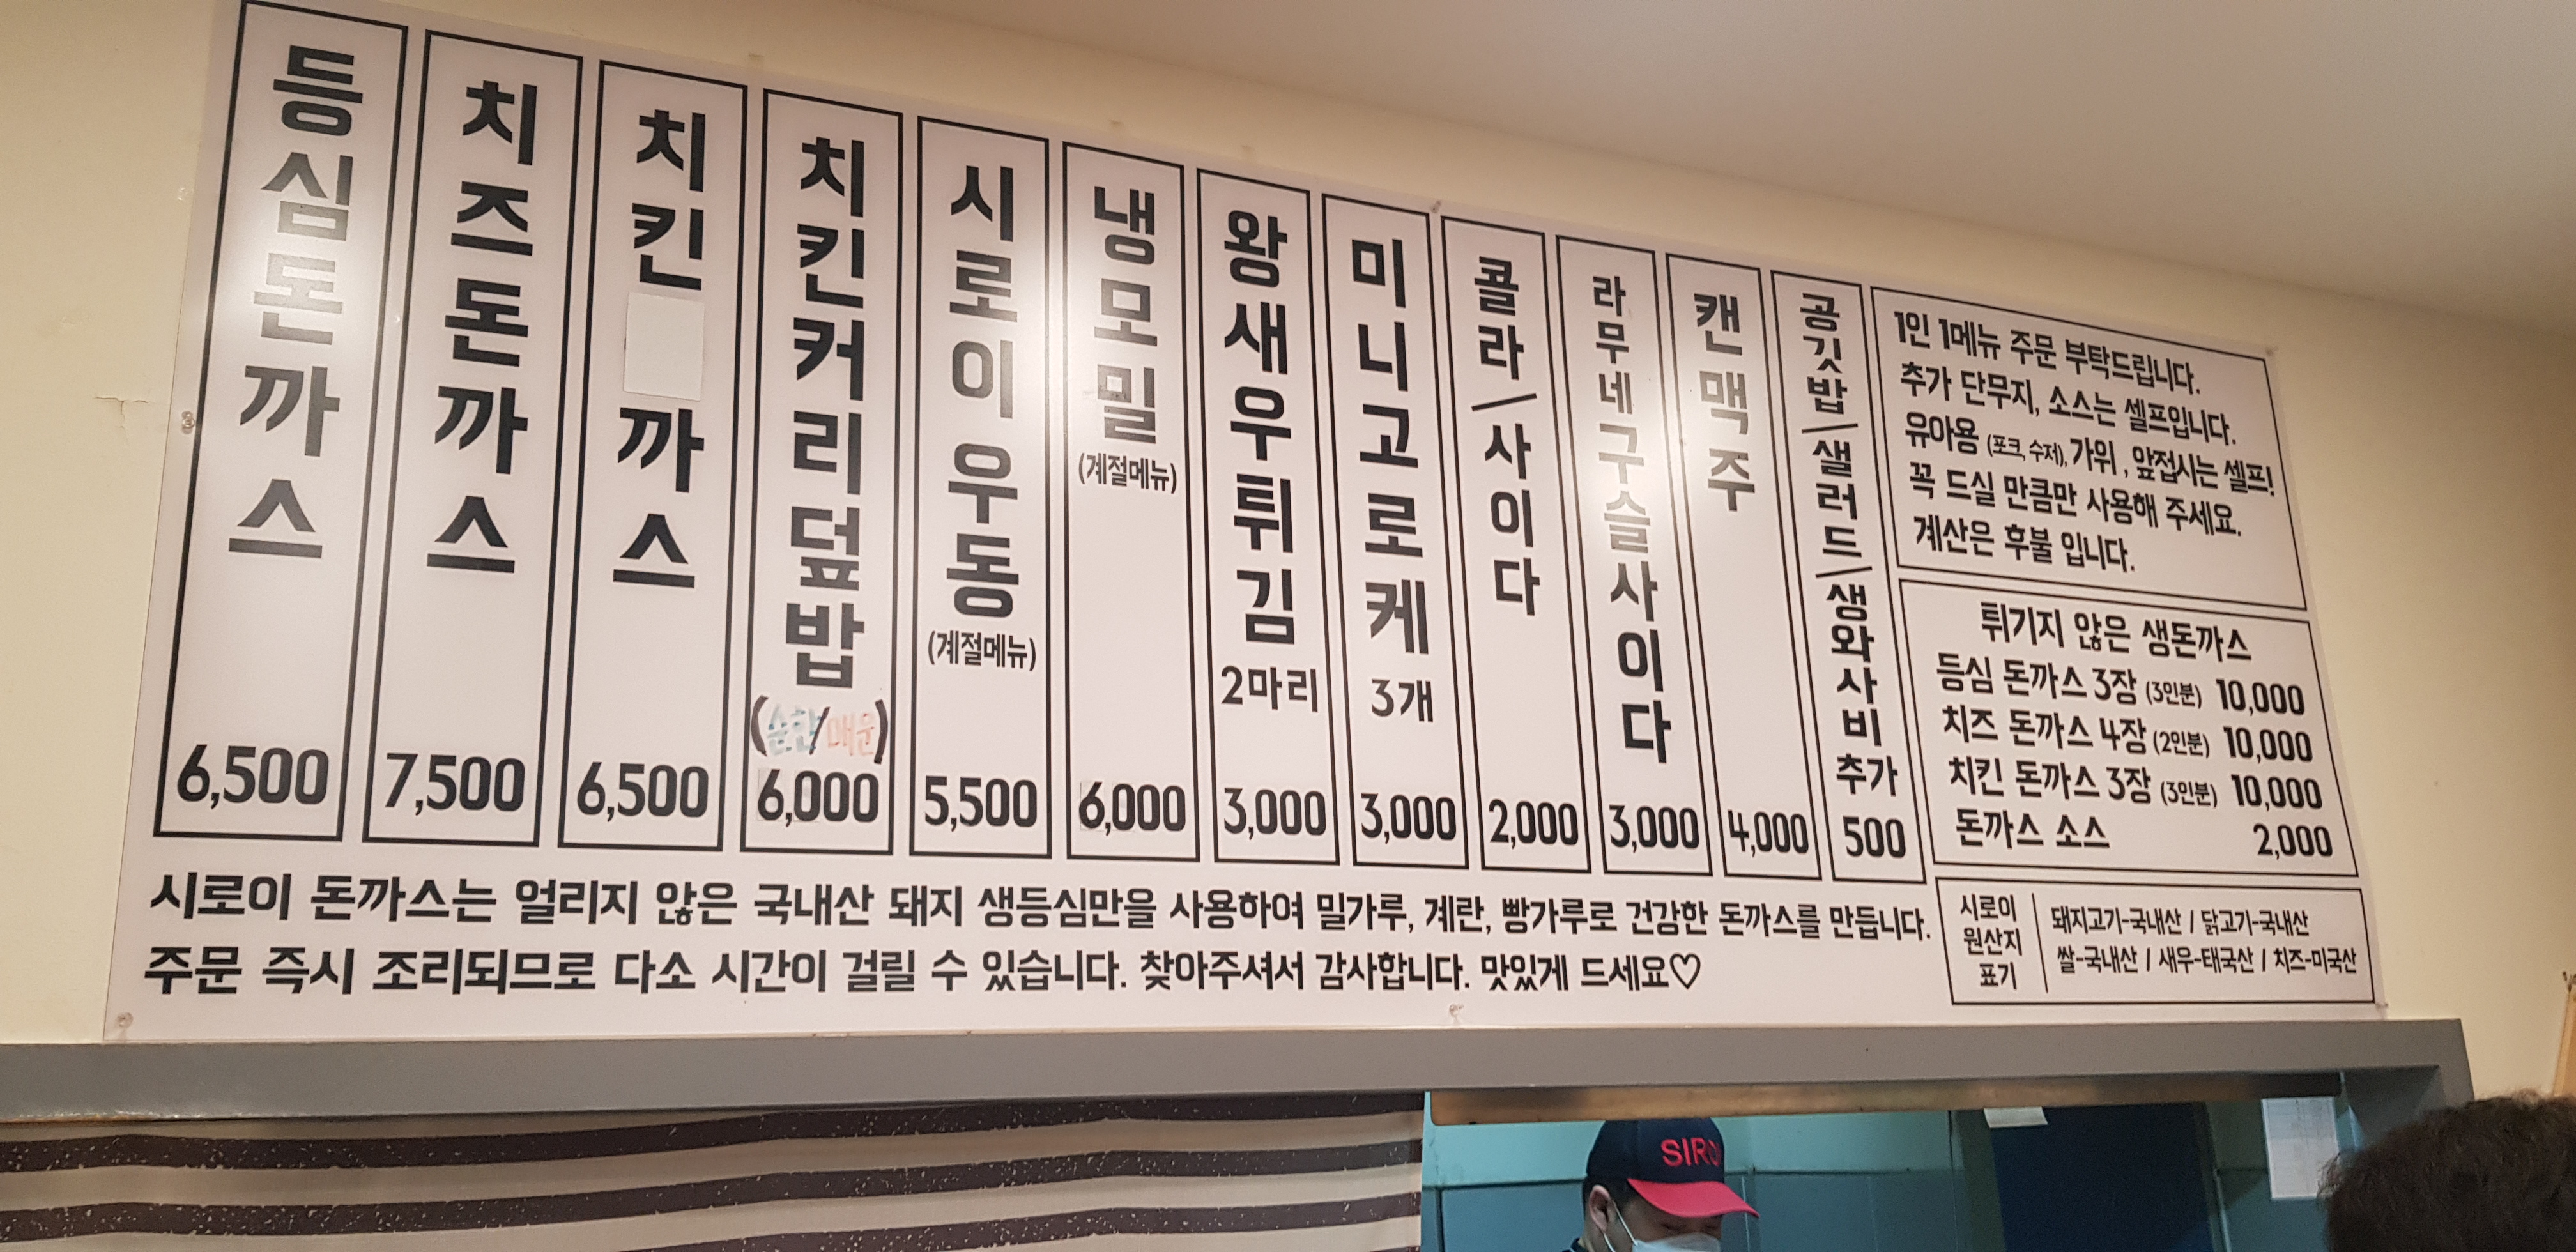 등심돈까스
6,500
치즈돈까스
7,500
치킨 까스
6,500
치킨커리덮밥
(순한/매운)
6,000
시로이우동
(계절메뉴)
5,500
냉모밀
(계절메뉴)
6,000
왕새우튀김
2마리
3,000
미니고로케
3개
3,000
콜라/사이다
2,000
라무네구슬사이다
3,000
캔맥주
4,000
공깃밥/샐러드/생와사비추가
500
1인 1메뉴 주문 부탁드립니다.
추가 단무지, 소스는 셀프입니다.
유아용 (포크, 수저), 가위, 앞접시는 셀프!
꼭 드실 만큼만 사용해 주세요.
계산은 후불 입니다.
튀기지 않은 생돈까스
등심 돈까스 3장 (3인분) 10,000
치즈 돈까스 4장 (2인분) 10,000
치킨 돈까스 3장 (3인분) 10,000
돈까스 소스 2,000
시로이 돈까스는 얼리지 않은 국내산 돼지 생등심만을 사용하여 밀가루, 계란, 빵가루로 건강한 돈까스를 만듭니다.
주문 즉시 조리되므로 다소 시간이 걸릴 수 있습니다. 찾아주셔서 감사합니다. 맛있게 드세요♡
시로이
원산지
표기
돼지고기-국내산 / 닭고기-국내산
쌀-국내산 / 새우-태국산 / 치즈-미국산